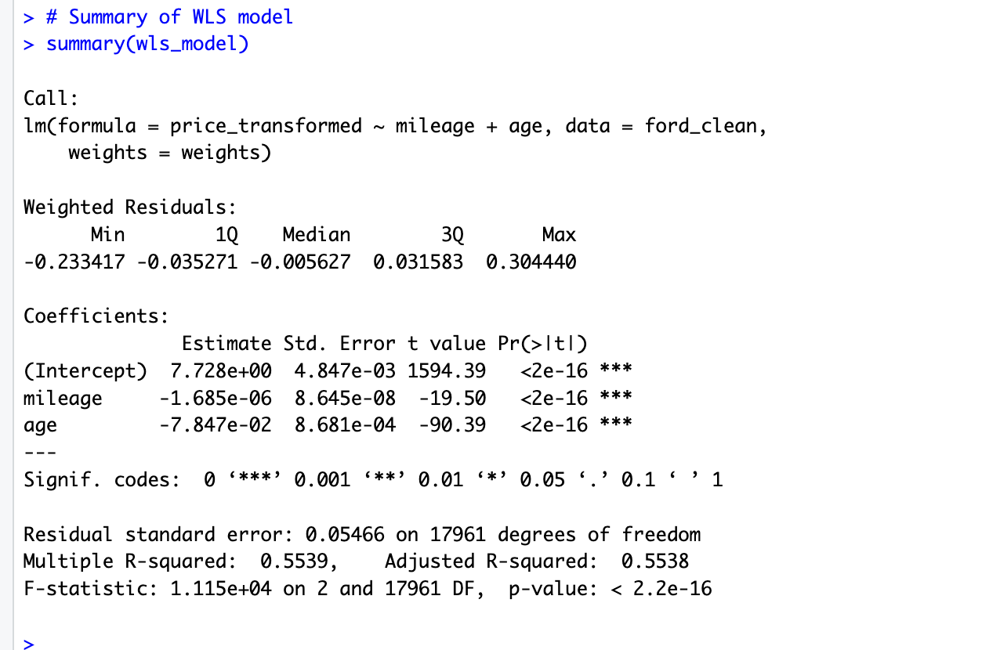 > # Summary of WLS model
> summary(wls_model)

Call:
lm(formula = price_transformed ~ mileage + age, data = ford_clean,
    weights = weights)

Weighted Residuals:
      Min        1Q    Median        3Q       Max
-0.233417 -0.035271 -0.005627  0.031583  0.304440

Coefficients:
              Estimate Std. Error t value Pr(>|t|)
(Intercept)  7.728e+00  4.847e-03 1594.39   <2e-16 ***
mileage     -1.685e-06  8.645e-08  -19.50   <2e-16 ***
age         -7.847e-02  8.681e-04  -90.39   <2e-16 ***
---
Signif. codes:  0 ‘***’ 0.001 ‘**’ 0.01 ‘*’ 0.05 ‘.’ 0.1 ‘ ’ 1

Residual standard error: 0.05466 on 17961 degrees of freedom
Multiple R-squared:  0.5539,    Adjusted R-squared:  0.5538
F-statistic: 1.115e+04 on 2 and 17961 DF,  p-value: < 2.2e-16

>